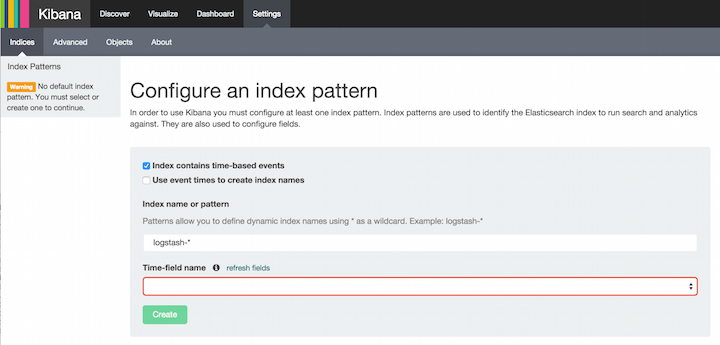 Kibana Discover Visualize Dashboard Settings
Indices Advanced Objects About
Index Patterns
Warning No default index
pattern. You must select or
create one to continue.
Configure an index pattern
In order to use Kibana you must configure at least one index pattern. Index patterns are used to identify the Elasticsearch index to run search and analytics
against. They are also used to configure fields.
Index contains time-based events
Use event times to create index names
Index name or pattern
Patterns allow you to define dynamic index names using * as a wildcard. Example: logstash-*
logstash-*
Time-field name refresh fields
Create